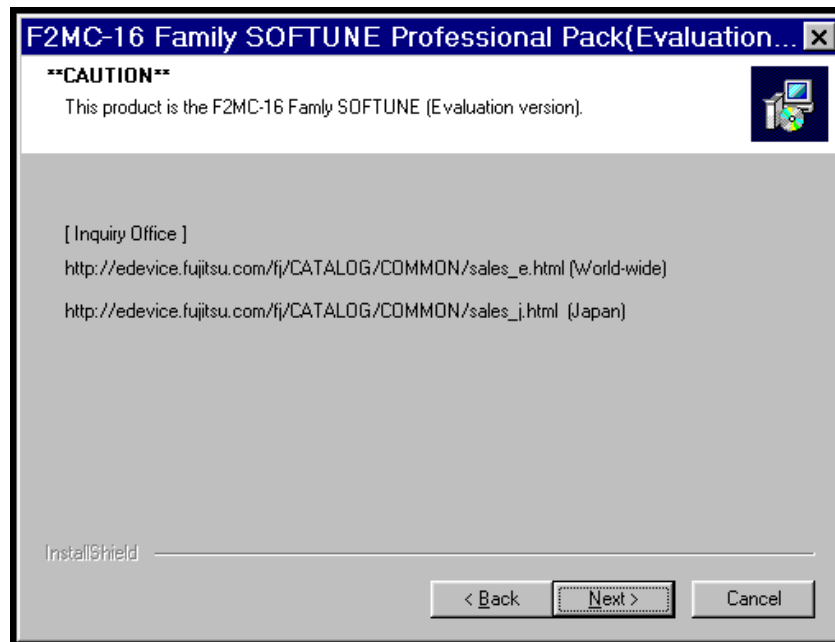 F2MC-16 Family SOFTUNE Professional Pack(Evaluation...
**CAUTION**
This product is the F2MC-16 Famly SOFTUNE (Evaluation version).
[ Inquiry Office ]
http://edevice.fujitsu.com/fj/CATALOG/COMMON/sales_e.html (World-wide)
http://edevice.fujitsu.com/fj/CATALOG/COMMON/sales_j.html (Japan)
InstallShield
< Back Next > Cancel